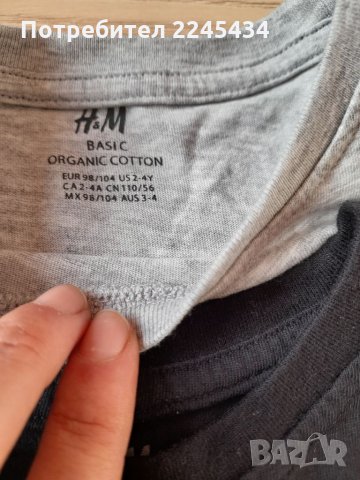 Потребител 2245434
H&M
BASIC
ORGANIC COTTON
EUR 98/104 US 2-4Y
CA 2-4A CN 110/56
MX 98/104 AUS 3-4
BAZAR